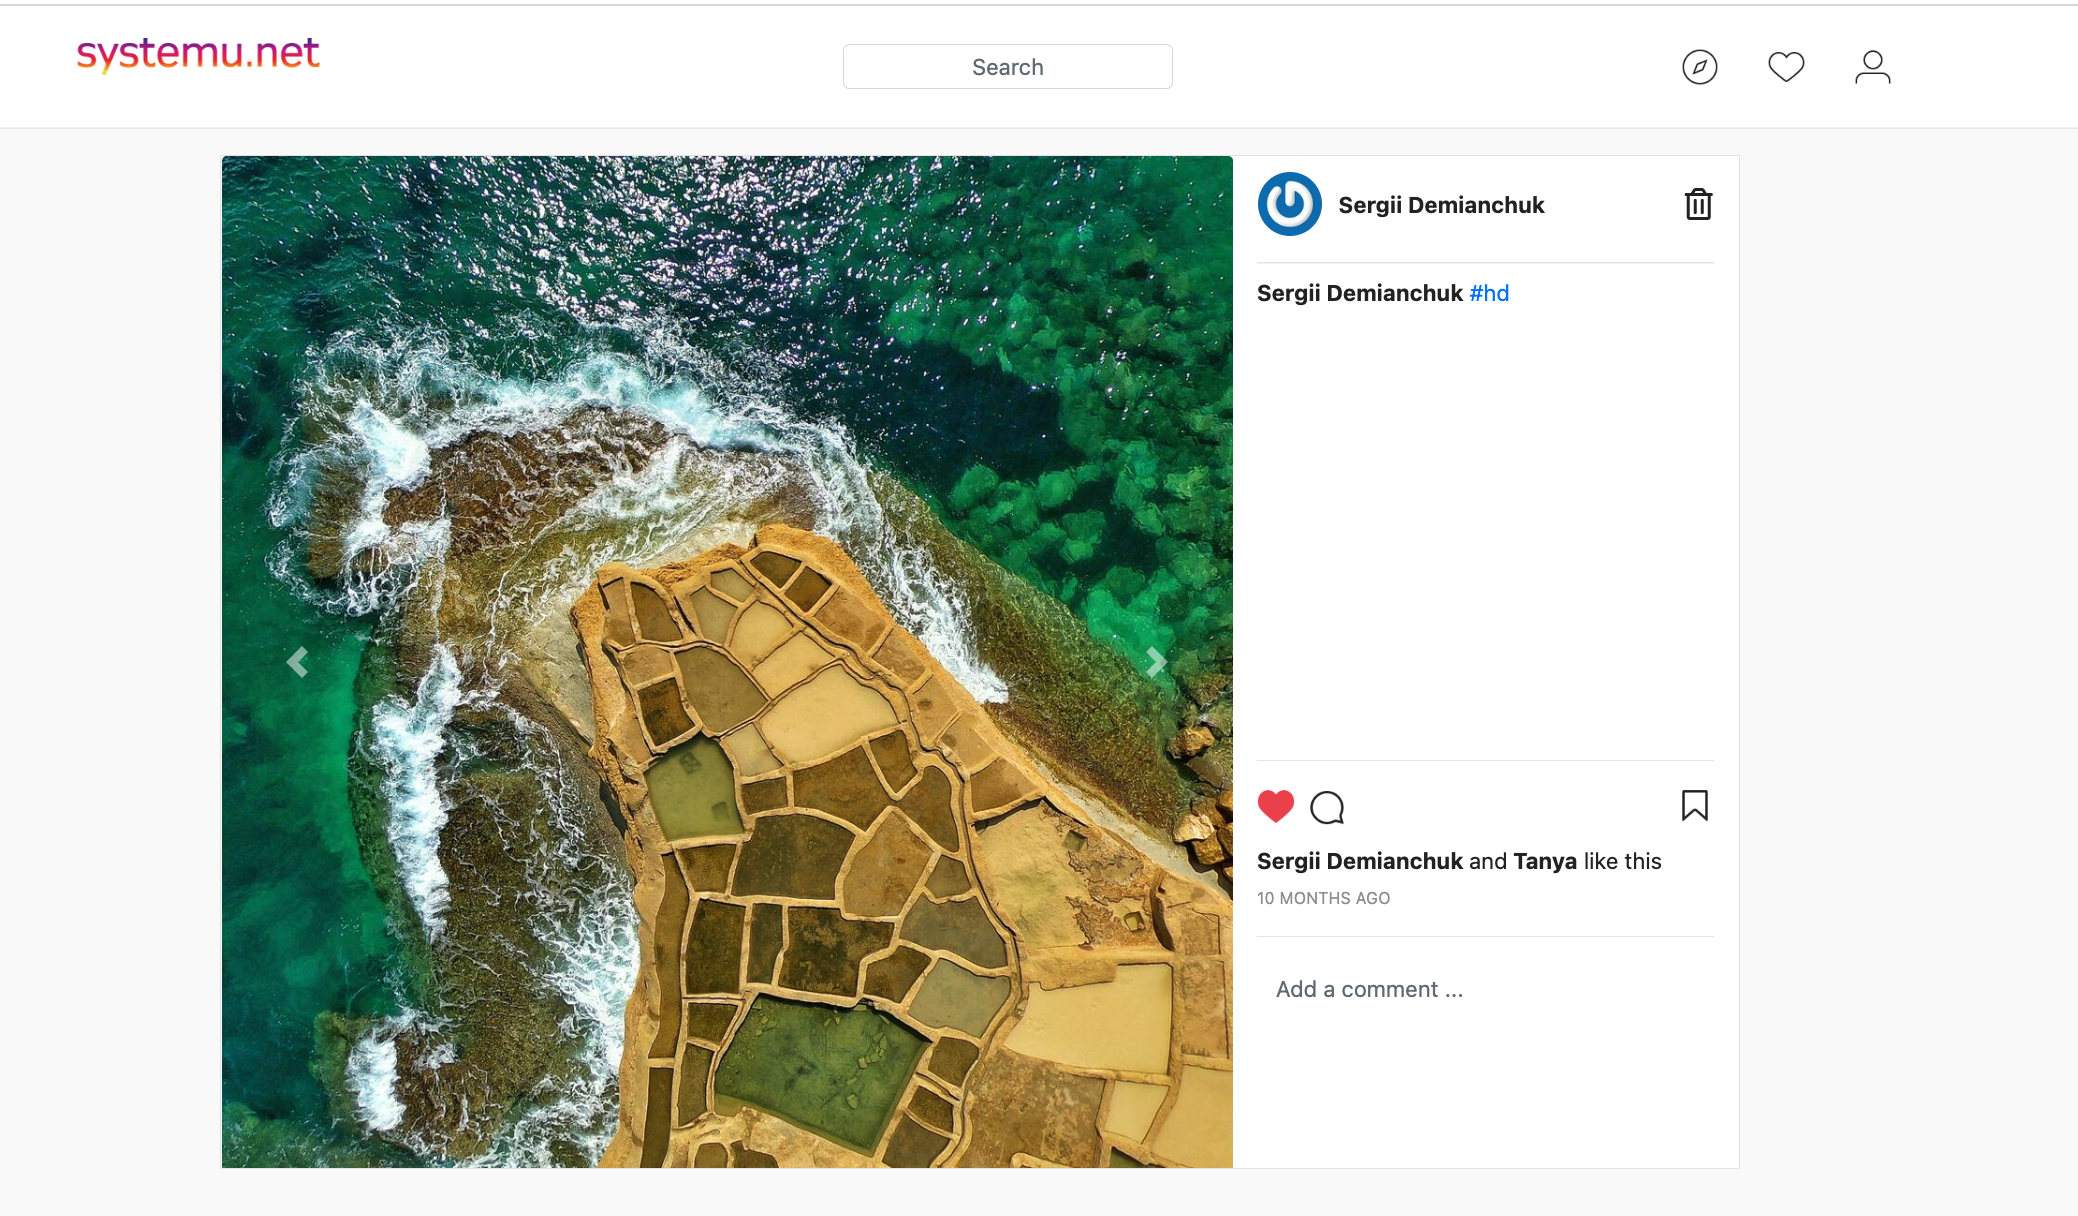 systemu.net
Search
Sergii Demianchuk
Sergii Demianchuk #hd
Sergii Demianchuk and Tanya like this
10 MONTHS AGO
Add a comment ...